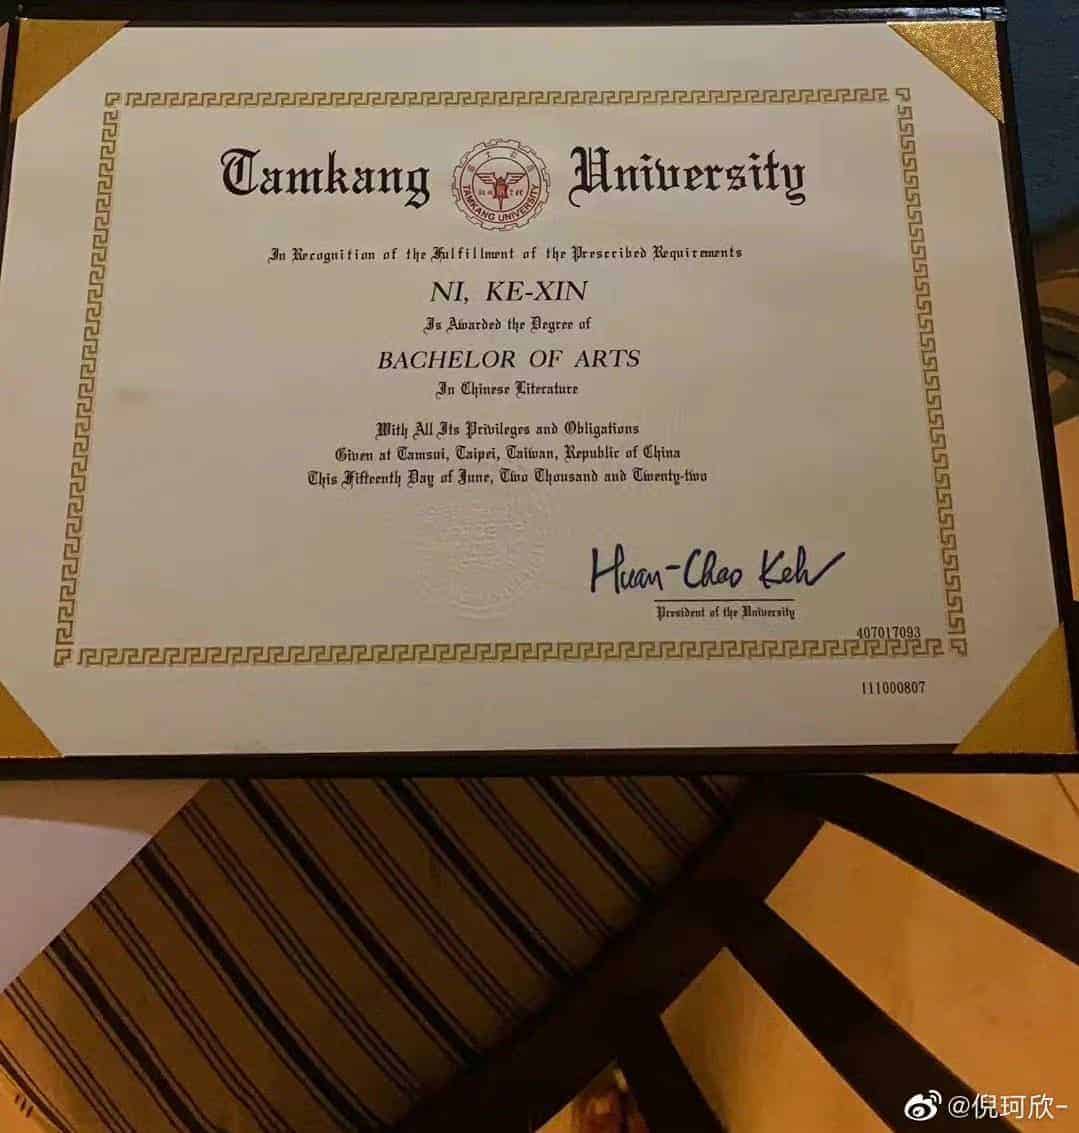 Tamkang University
TAMKANG UNIVERSITY
In Recognition of the Fulfillment of the Prescribed Requirements
NI, KE-XIN
Is Awarded the Degree of
BACHELOR OF ARTS
In Chinese Literature
With All Its Privileges and Obligations
Given at Tamsui, Taipei, Taiwan, Republic of China
This Fifteenth Day of June, Two Thousand and Twenty-two
Huan-Chao Keh
President of the University
407017093
111000807
@倪珂欣-